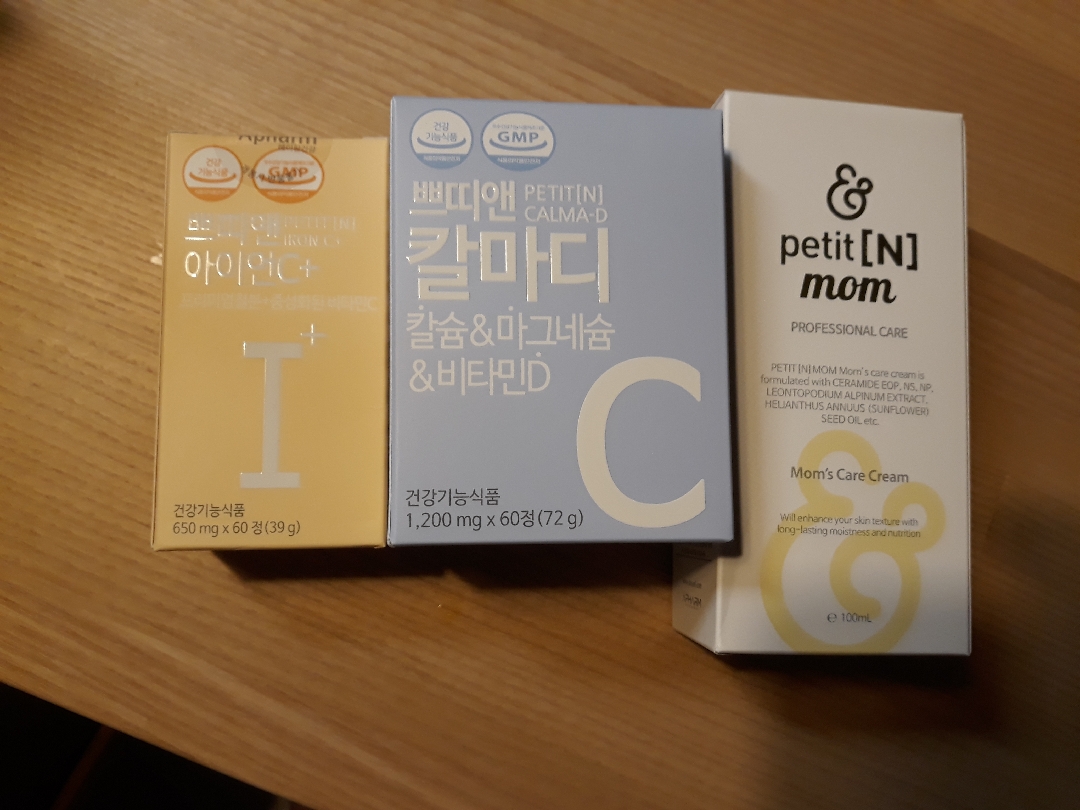 Apharm
건강
기능식품
GMP
쁘띠앤 PETIT[N]
IRON C+
아이언C+
I+
건강기능식품
650 mg x 60 정 (39 g)
건강
기능식품
GMP
쁘띠앤 PETIT[N]
CALMA-D
칼마디
칼슘&마그네슘
&비타민D
C
건강기능식품
1,200 mg x 60정 (72 g)
&
petit[N]
mom
PROFESSIONAL CARE
PETIT [N] MOM Mom's care cream is
formulated with CERAMIDE EOP, NS, NP,
LEONTOPODIUM ALPINUM EXTRACT,
HELIANTHUS ANNUUS (SUNFLOWER)
SEED OIL etc.
&
Mom's Care Cream
Will enhance your skin texture with
long-lasting moistness and nutrition
℮ 100mL